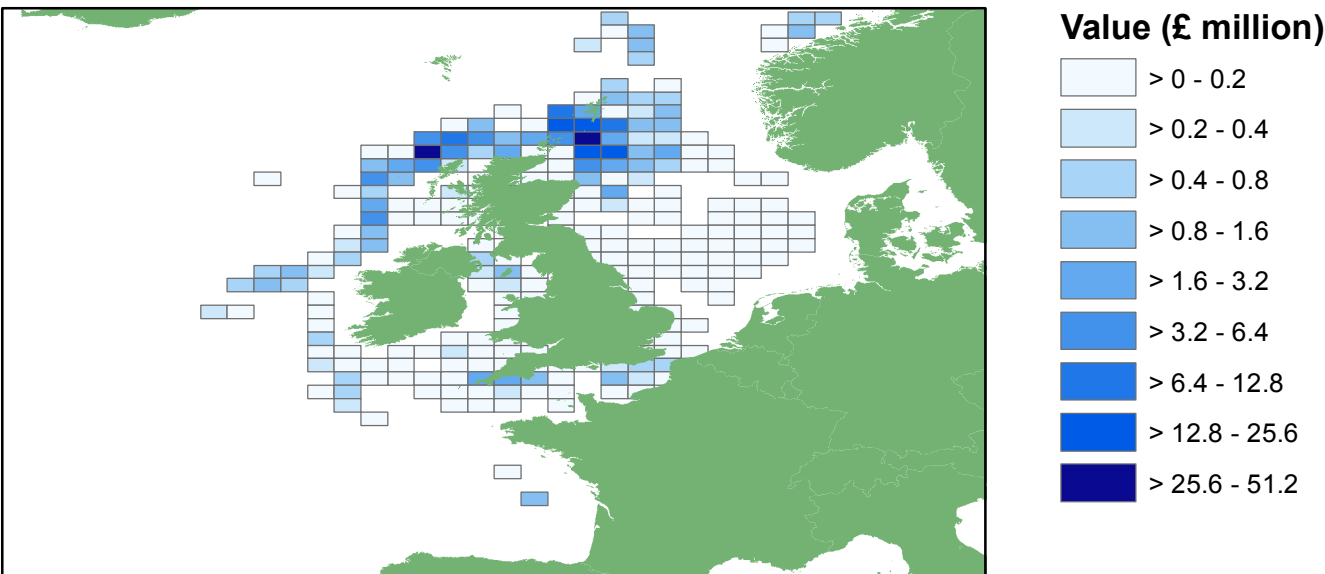 Value (£ million)
> 0 - 0.2
> 0.2 - 0.4
> 0.4 - 0.8
> 0.8 - 1.6
> 1.6 - 3.2
> 3.2 - 6.4
> 6.4 - 12.8
> 12.8 - 25.6
> 25.6 - 51.2